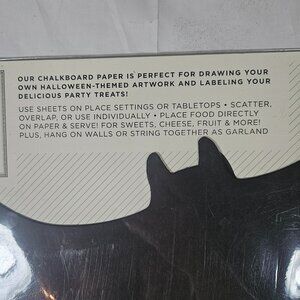 OUR CHALKBOARD PAPER IS PERFECT FOR DRAWING YOUR
OWN HALLOWEEN-THEMED ARTWORK AND LABELING YOUR
DELICIOUS PARTY TREATS!
USE SHEETS ON PLACE SETTINGS OR TABLETOPS • SCATTER,
OVERLAP, OR USE INDIVIDUALLY • PLACE FOOD DIRECTLY
ON PAPER & SERVE! FOR SWEETS, CHEESE, FRUIT & MORE!
PLUS, HANG ON WALLS OR STRING TOGETHER AS GARLAND